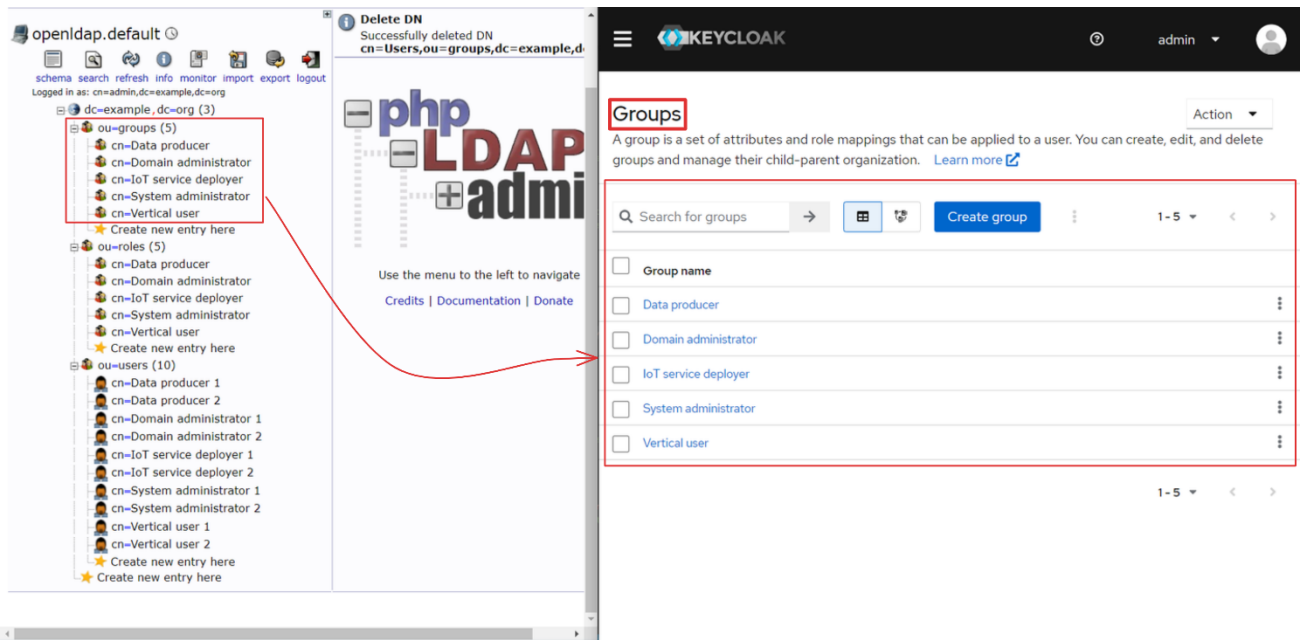 openldap.default
schema search refresh info monitor import export logout
Logged in as: cn=admin,dc=example,dc=org
dc=example,dc=org (3)
ou=groups (5)
cn=Data producer
cn=Domain administrator
cn=IoT service deployer
cn=System administrator
cn=Vertical user
Create new entry here
ou=roles (5)
cn=Data producer
cn=Domain administrator
cn=IoT service deployer
cn=System administrator
cn=Vertical user
Create new entry here
ou=users (10)
cn=Data producer 1
cn=Data producer 2
cn=Domain administrator 1
cn=Domain administrator 2
cn=IoT service deployer 1
cn=IoT service deployer 2
cn=System administrator 1
cn=System administrator 2
cn=Vertical user 1
cn=Vertical user 2
Create new entry here
Create new entry here
Delete DN
Successfully deleted DN
cn=Users,ou=groups,dc=example,d
php
LDAP
admi
Use the menu to the left to navigate
Credits | Documentation | Donate
KEYCLOAK
admin
Groups
Action
A group is a set of attributes and role mappings that can be applied to a user. You can create, edit, and delete
groups and manage their child-parent organization. Learn more
Search for groups
Create group
1 - 5
Group name
Data producer
Domain administrator
IoT service deployer
System administrator
Vertical user
1 - 5